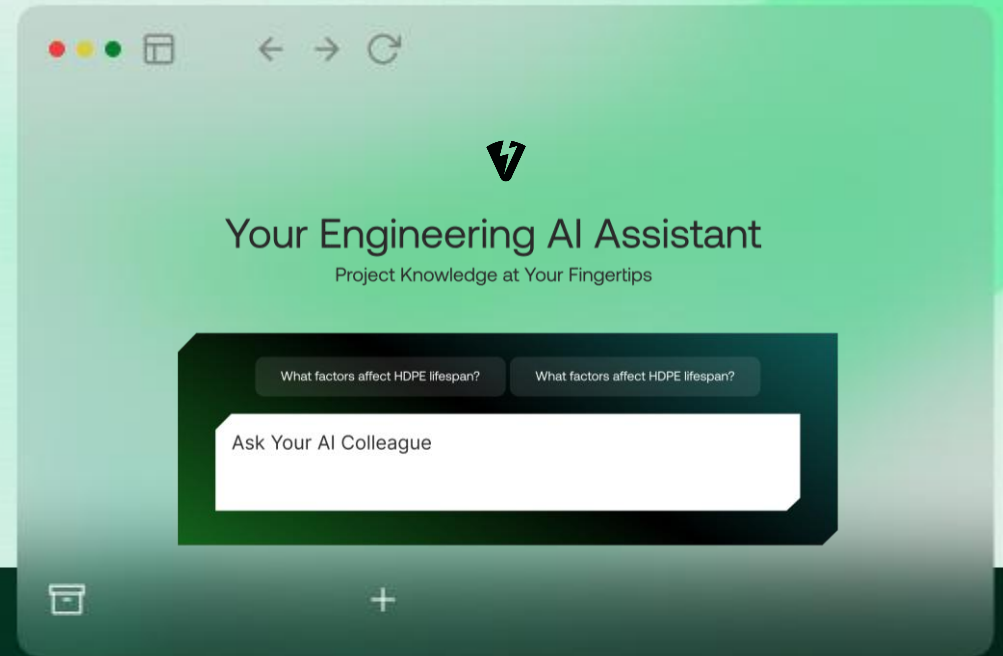 Your Engineering AI Assistant
Project Knowledge at Your Fingertips
What factors affect HDPE lifespan?
What factors affect HDPE lifespan?
Ask Your AI Colleague